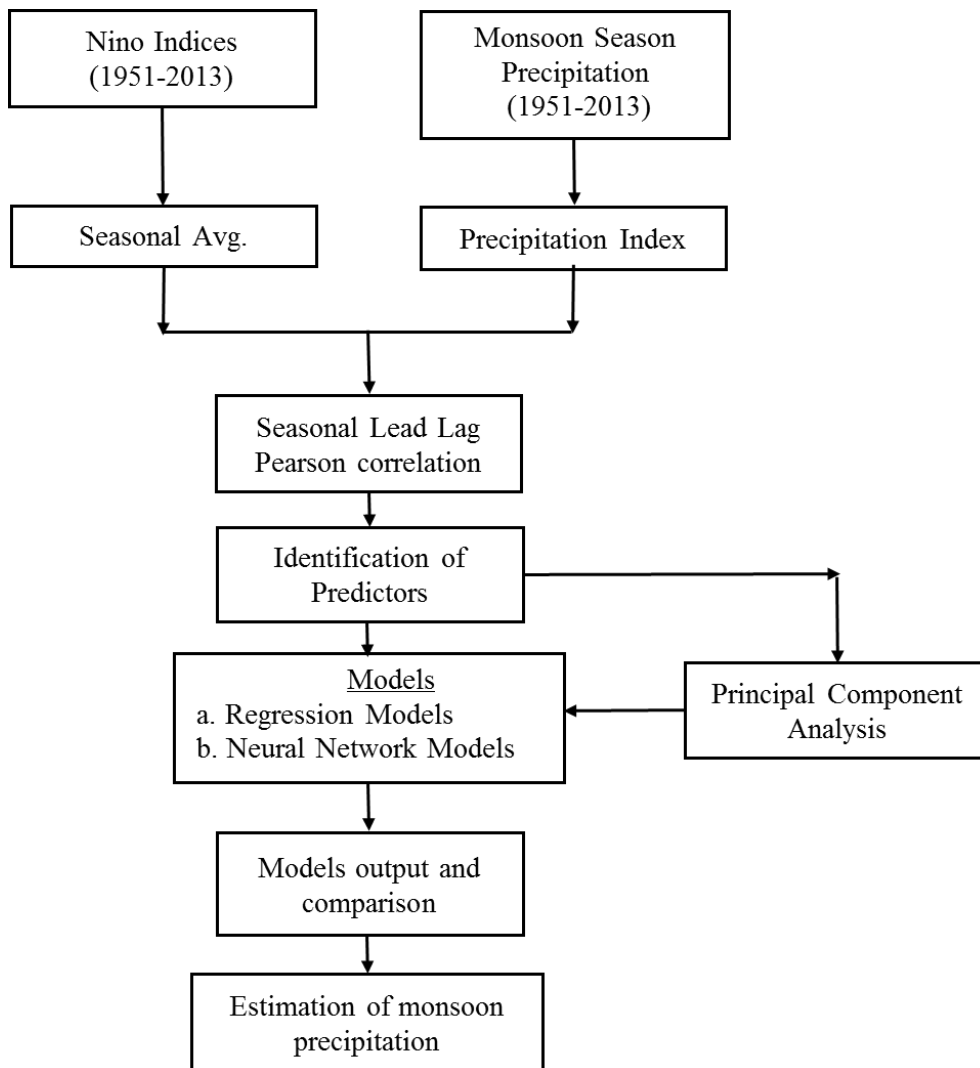 Nino Indices
(1951-2013)
Monsoon Season
Precipitation
(1951-2013)
Seasonal Avg.
Precipitation Index
Seasonal Lead Lag
Pearson correlation
Identification of
Predictors
Models
a. Regression Models
b. Neural Network Models
Principal Component
Analysis
Models output and
comparison
Estimation of monsoon
precipitation